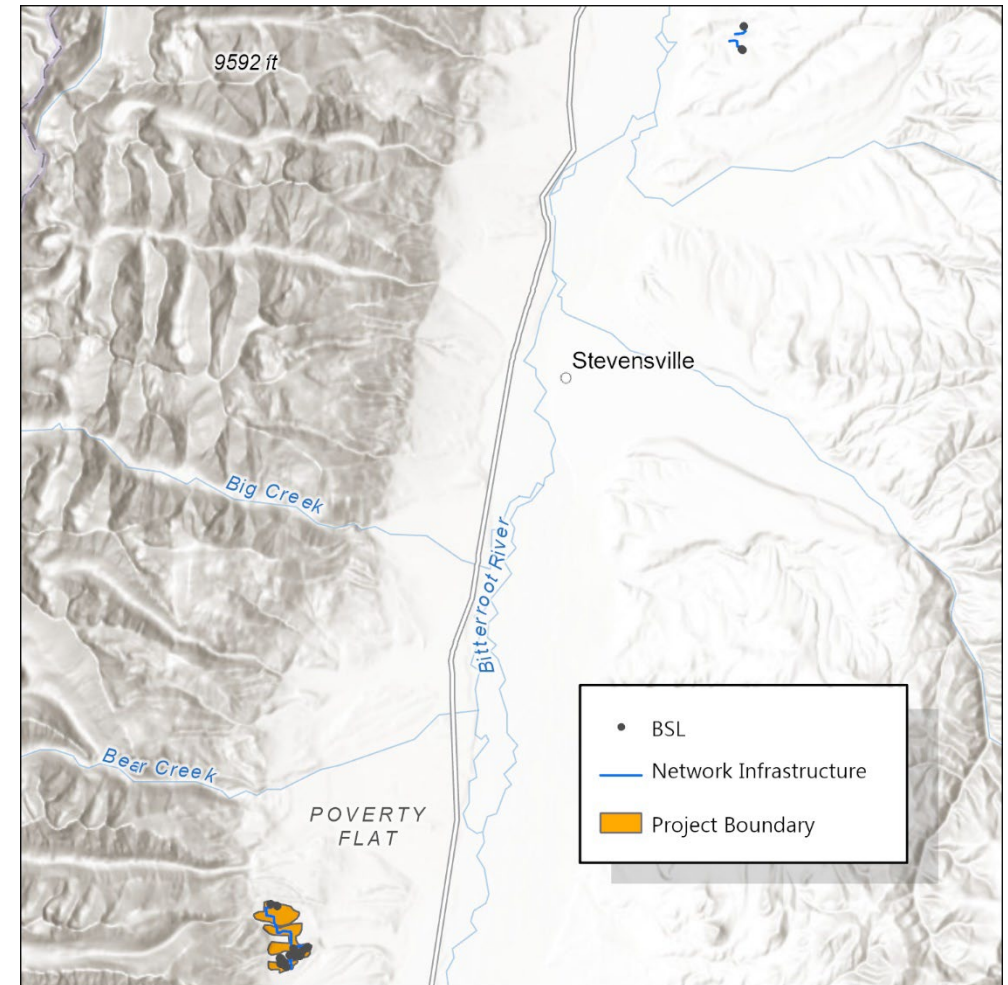 9592 ft
Stevensville
Big Creek
Bitterroot River
Bear Creek
POVERTY
FLAT
BSL
Network Infrastructure
Project Boundary